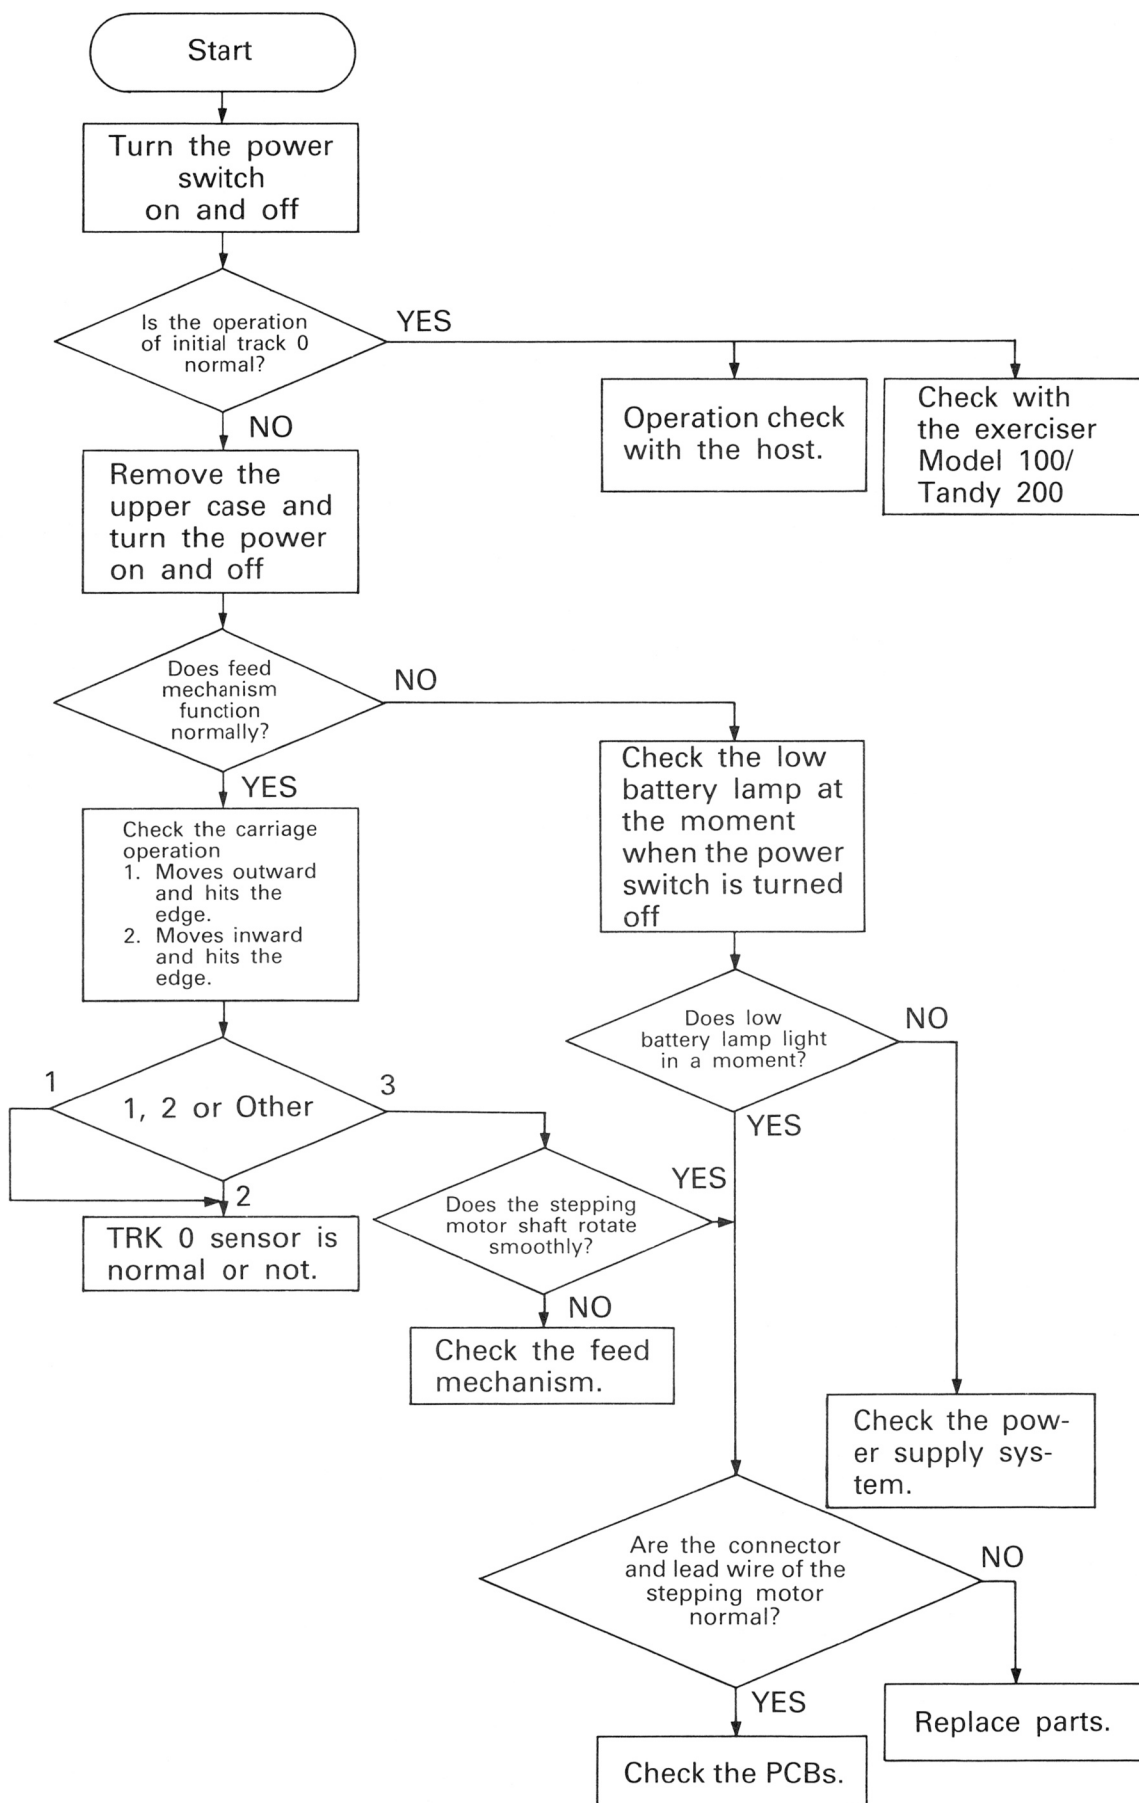 Start
Turn the power
switch
on and off
Is the operation
of initial track 0
normal?
YES
Operation check
with the host.
Check with
the exerciser
Model 100/
Tandy 200
NO
Remove the
upper case and
turn the power
on and off
Does feed
mechanism
function
normally?
NO
YES
Check the low
battery lamp at
the moment
when the power
switch is turned
off
Check the carriage
operation
1. Moves outward
and hits the
edge.
2. Moves inward
and hits the
edge.
Does low
battery lamp light
in a moment?
NO
YES
1
1, 2 or Other
3
2
TRK 0 sensor is
normal or not.
Does the stepping
motor shaft rotate
smoothly?
YES
NO
Check the feed
mechanism.
Check the pow-
er supply sys-
tem.
Are the connector
and lead wire of the
stepping motor
normal?
NO
YES
Replace parts.
Check the PCBs.